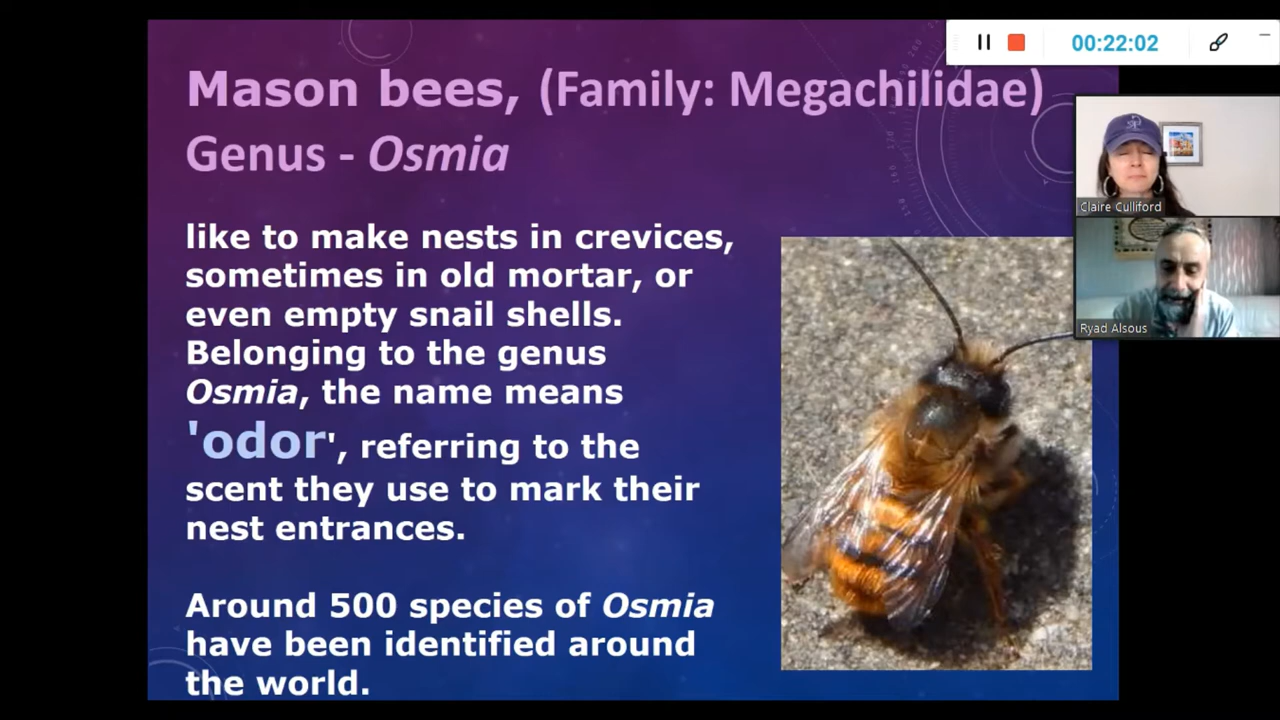 00:22:02
Mason bees, (Family: Megachilidae)
Genus - Osmia
like to make nests in crevices,
sometimes in old mortar, or
even empty snail shells.
Belonging to the genus
Osmia, the name means
'odor', referring to the
scent they use to mark their
nest entrances.
Around 500 species of Osmia
have been identified around
the world.
Claire Culliford
Ryad Alsous